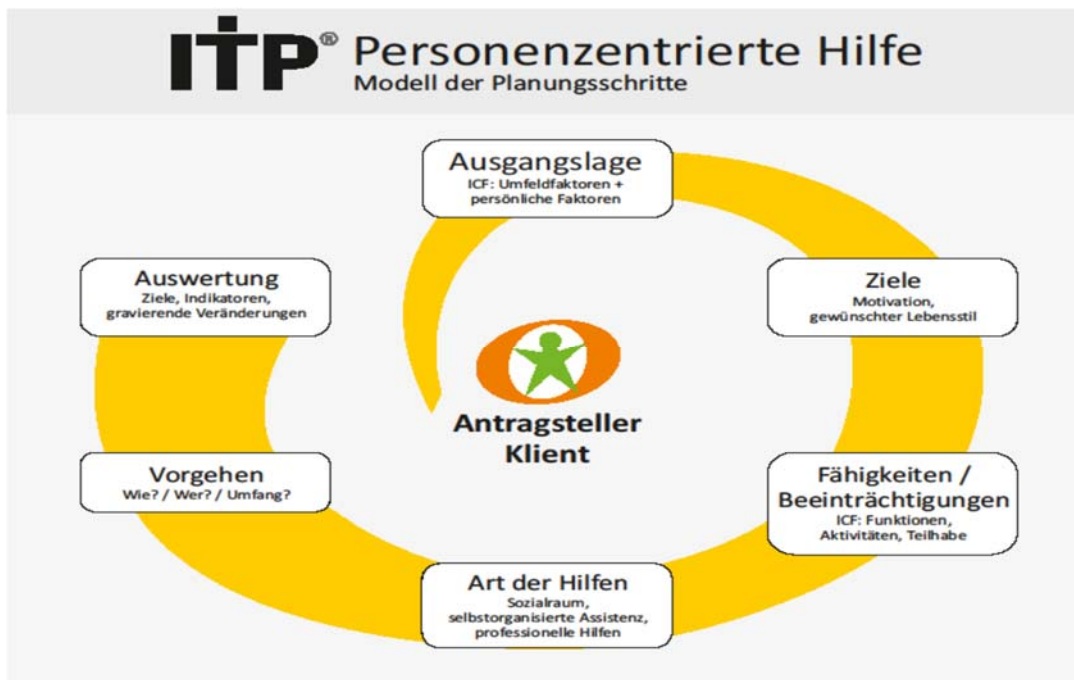 ITP® Personenzentrierte Hilfe
Modell der Planungsschritte
Ausgangslage
ICF: Umfeldfaktoren +
persönliche Faktoren
Ziele
Motivation,
gewünschter Lebensstil
Fähigkeiten /
Beeinträchtigungen
ICF: Funktionen,
Aktivitäten, Teilhabe
Art der Hilfen
Sozialraum,
selbstorganisierte Assistenz,
professionelle Hilfen
Vorgehen
Wie? / Wer? / Umfang?
Auswertung
Ziele, Indikatoren,
gravierende Veränderungen
Antragsteller
Klient